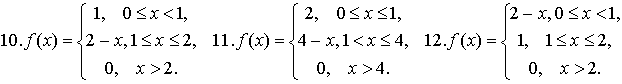 10. f(x) = { 1, 0 ≤ x < 1, 2 − x, 1 ≤ x ≤ 2, 0, x > 2.
11. f(x) = { 2, 0 ≤ x ≤ 1, 4 − x, 1 < x ≤ 4, 0, x > 4.
12. f(x) = { 2 − x, 0 ≤ x < 1, 1, 1 ≤ x ≤ 2, 0, x > 2.